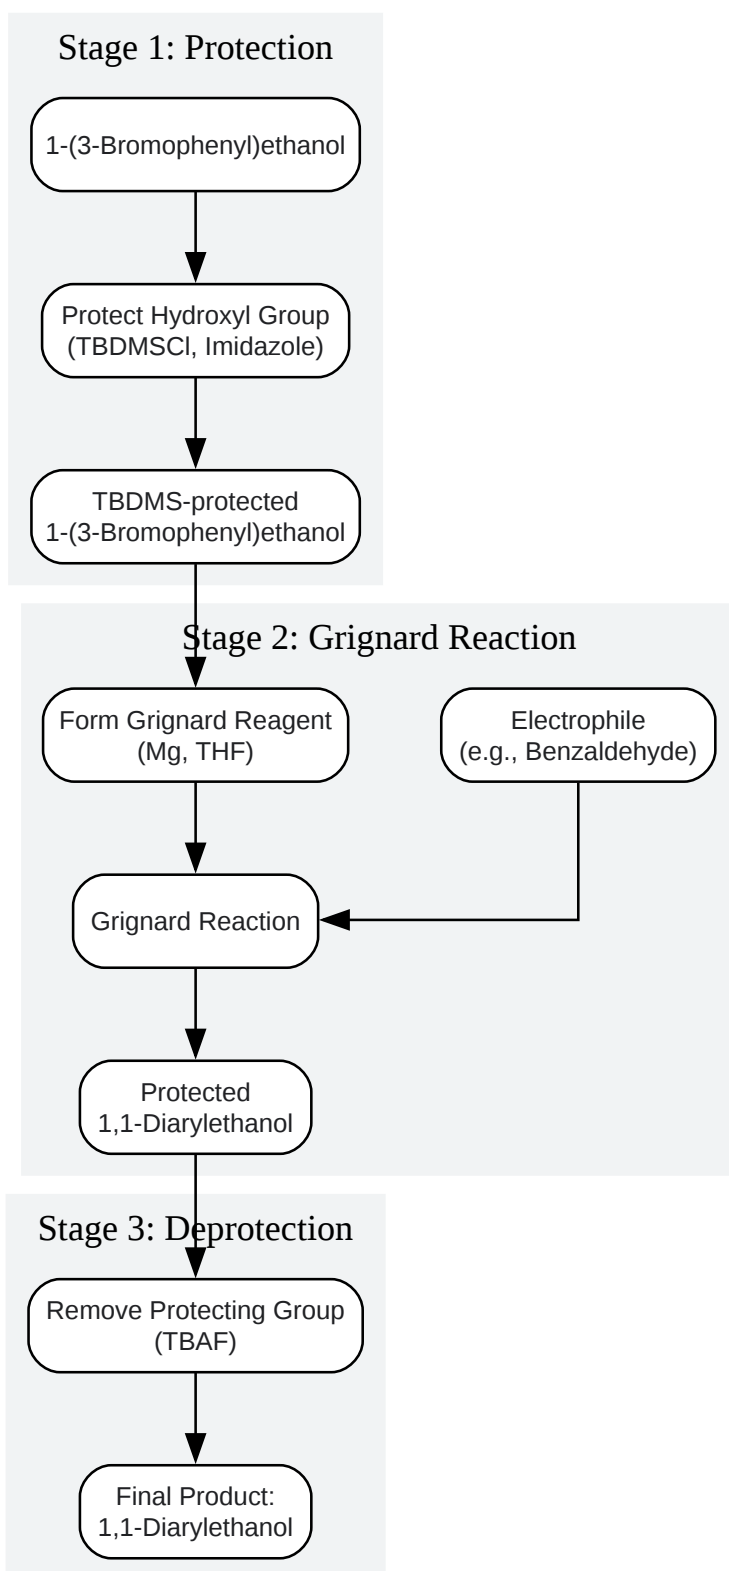 Stage 1: Protection
1-(3-Bromophenyl)ethanol
Protect Hydroxyl Group
(TBDMSCl, Imidazole)
TBDMS-protected
1-(3-Bromophenyl)ethanol
Stage 2: Grignard Reaction
Form Grignard Reagent
(Mg, THF)
Electrophile
(e.g., Benzaldehyde)
Grignard Reaction
Protected
1,1-Diarylethanol
Stage 3: Deprotection
Remove Protecting Group
(TBAF)
Final Product:
1,1-Diarylethanol